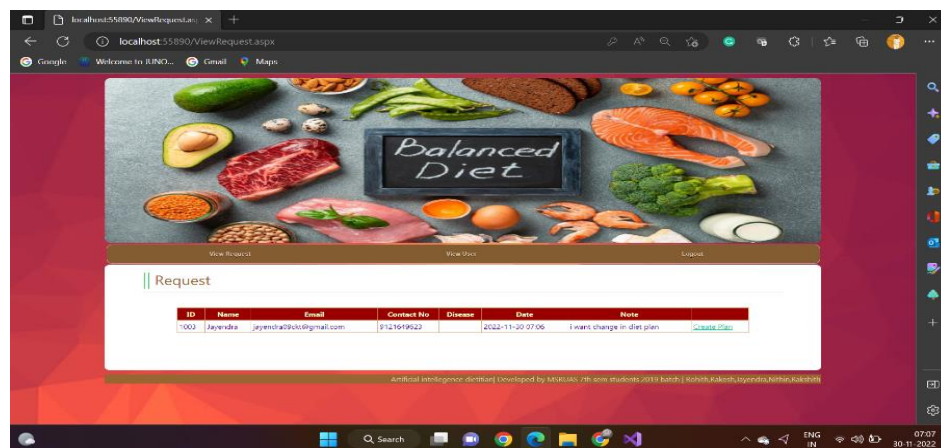 localhost:55890/ViewRequest.asp
localhost:55890/ViewRequest.aspx
Google Welcome to JUNO... Gmail Maps
Balanced
Diet
View Request View User Logout
Request
ID Name Email Contact No Disease Date Note
1003 Jayendra jayendra09ckt@gmail.com 9121649623 2022-11-30 07:06 i want change in diet plan Create Plan
Artificial intellegence dietitian| Developed by MSRUAS 7th sem students 2019 batch | Rohith,Rakesh,Jayendra,Nithin,Rakshith
Search
ENG
IN
07:07
30-11-2022